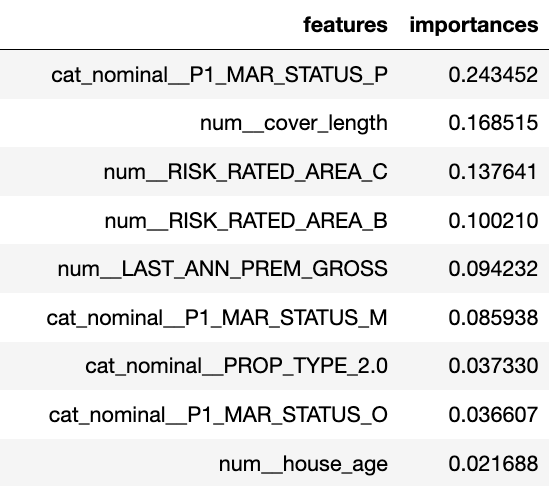 features importances
cat_nominal__P1_MAR_STATUS_P 0.243452
num__cover_length 0.168515
num__RISK_RATED_AREA_C 0.137641
num__RISK_RATED_AREA_B 0.100210
num__LAST_ANN_PREM_GROSS 0.094232
cat_nominal__P1_MAR_STATUS_M 0.085938
cat_nominal__PROP_TYPE_2.0 0.037330
cat_nominal__P1_MAR_STATUS_O 0.036607
num__house_age 0.021688